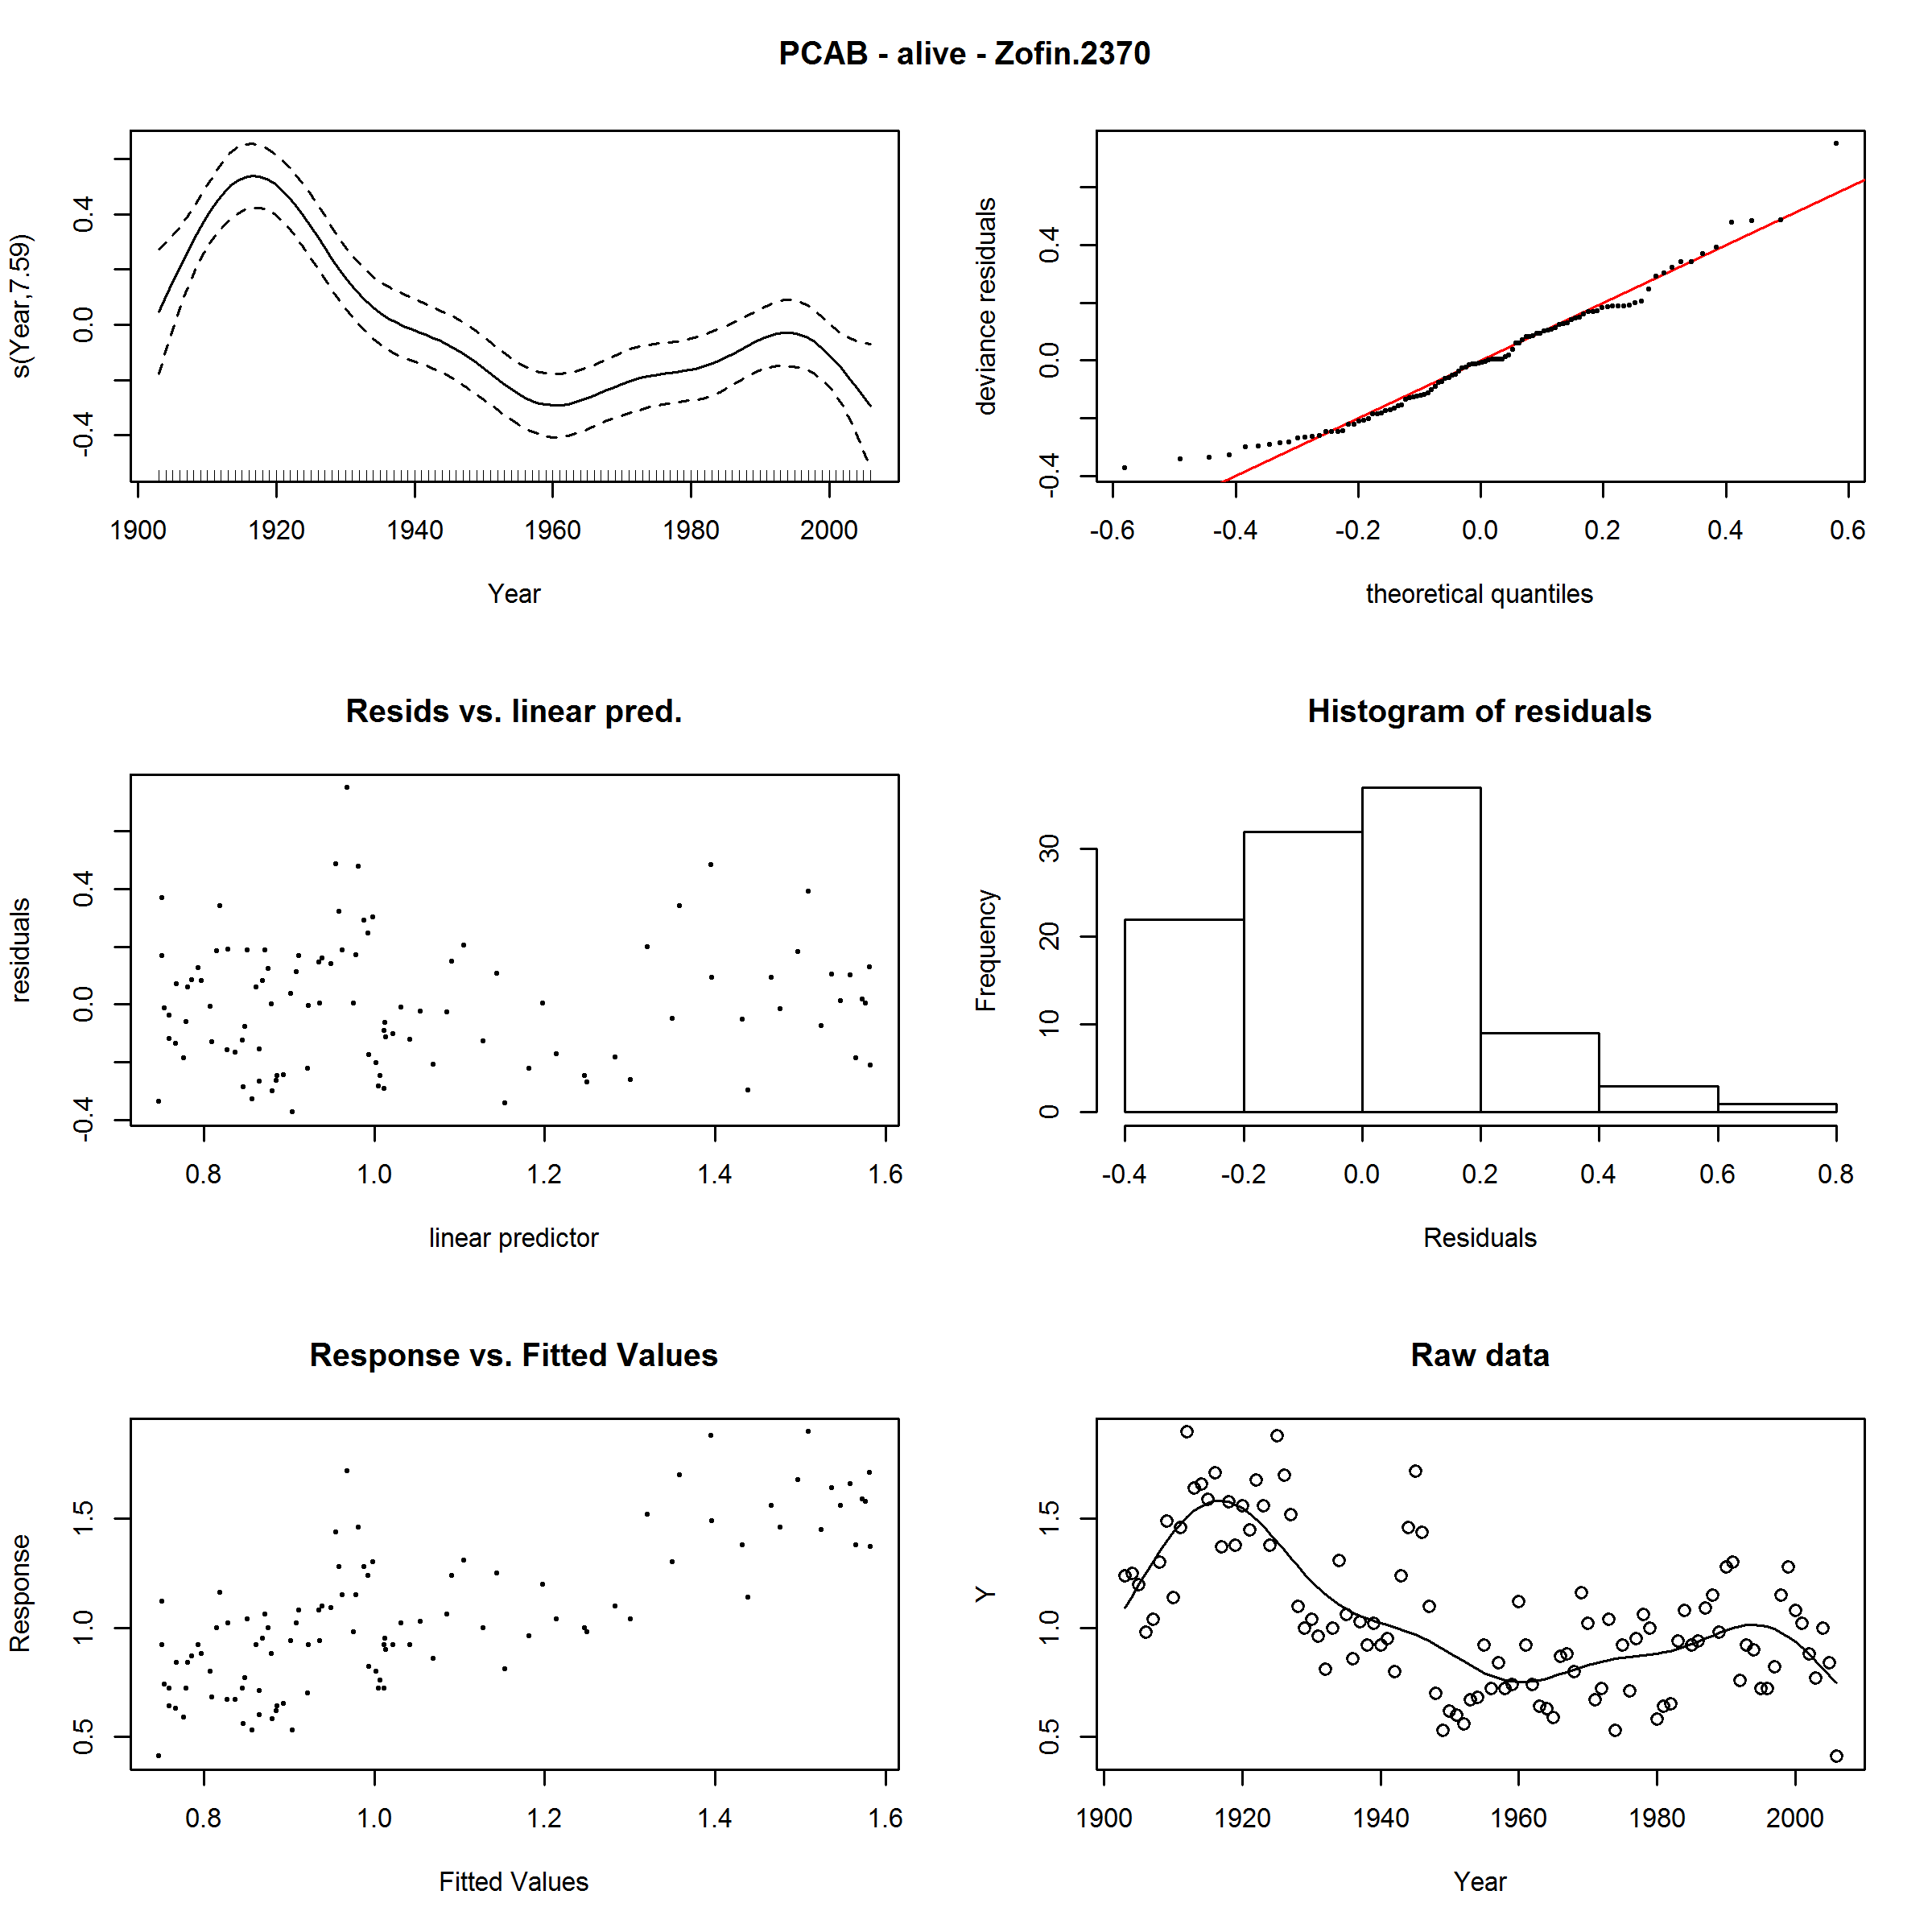 PCAB - alive - Zofin.2370
s(Year,7.59)
-0.4 0.0 0.4
1900 1920 1940 1960 1980 2000
Year
deviance residuals
-0.4 0.0 0.4
-0.6 -0.4 -0.2 0.0 0.2 0.4 0.6
theoretical quantiles
Resids vs. linear pred.
residuals
-0.4 0.0 0.4
0.8 1.0 1.2 1.4 1.6
linear predictor
Histogram of residuals
Frequency
0 10 20 30
-0.4 -0.2 0.0 0.2 0.4 0.6 0.8
Residuals
Response vs. Fitted Values
Response
0.5 1.0 1.5
0.8 1.0 1.2 1.4 1.6
Fitted Values
Raw data
Y
0.5 1.0 1.5
1900 1920 1940 1960 1980 2000
Year